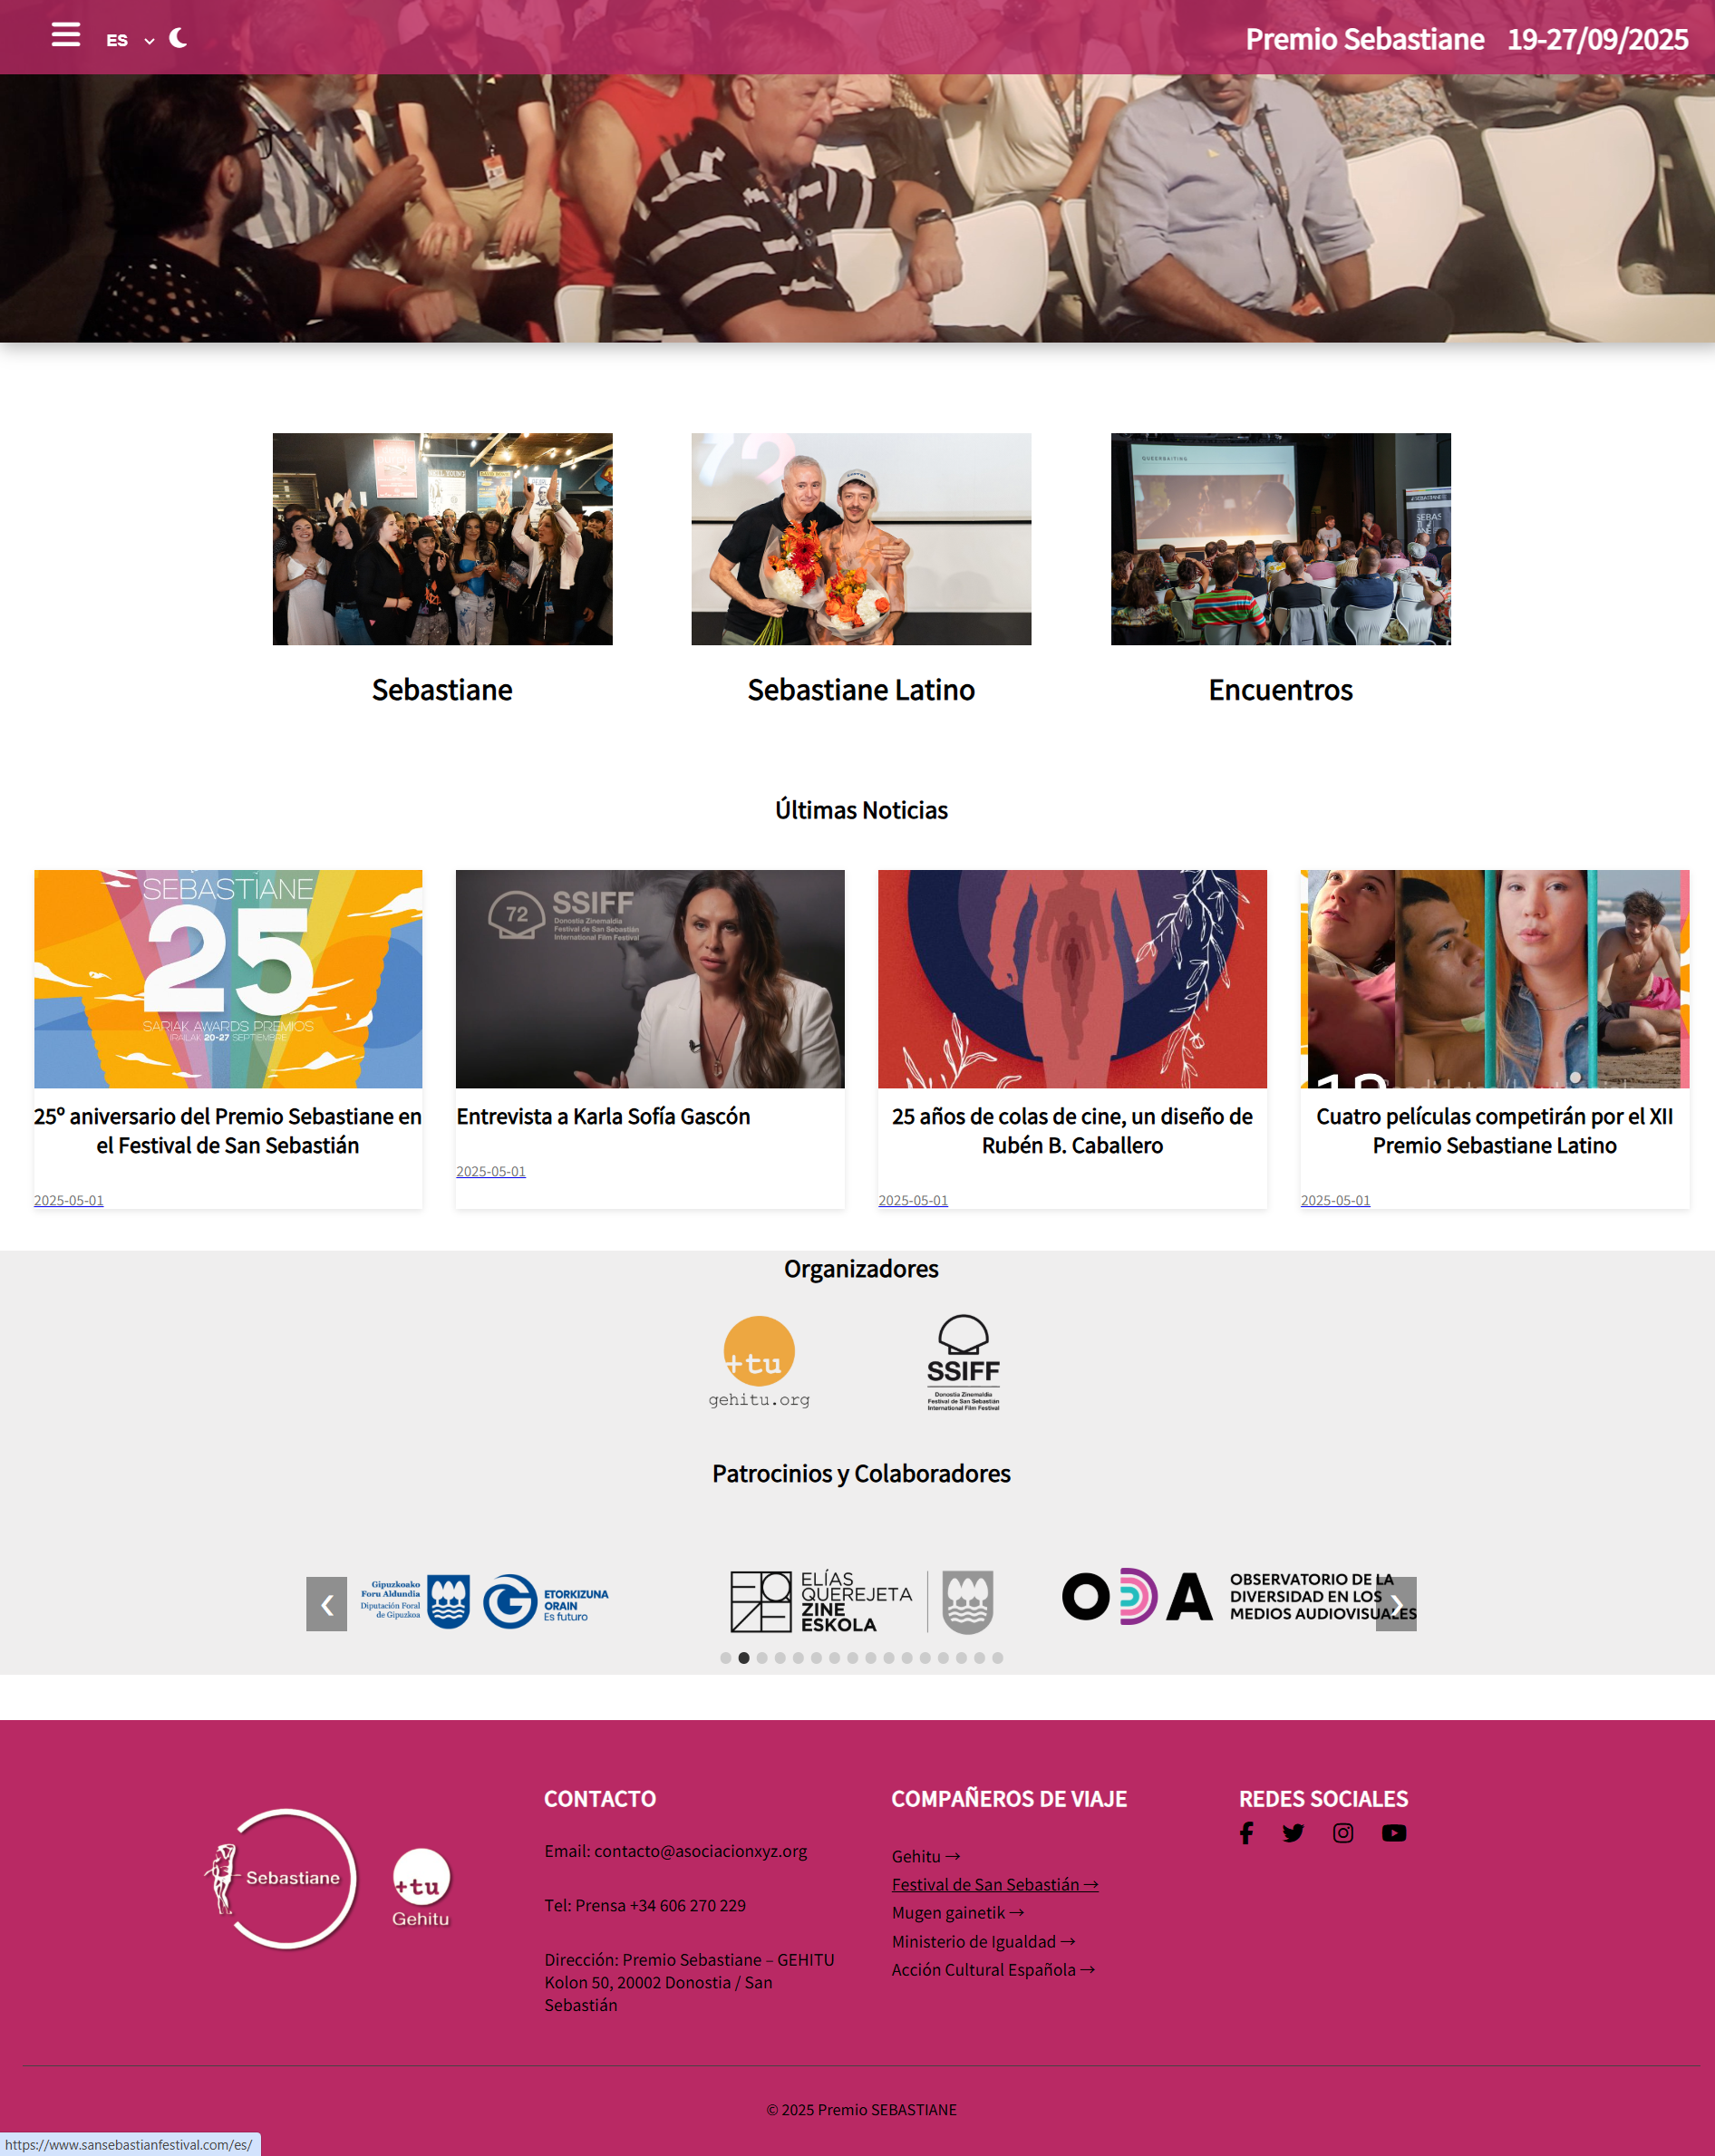 ES
Premio Sebastiane 19-27/09/2025
72
QUEERBAITING
SEBASTIANE
SEBAS
TI
ANE
Sebastiane
Sebastiane Latino
Encuentros
Últimas Noticias
SEBASTIANE
25
SARIAK AWARDS PREMIOS
IRAILAK 20-27 SEPTIEMBRE
72
SSIFF
Donostia Zinemaldia
Festival de San Sebastián
International Film Festival
25º aniversario del Premio Sebastiane en
el Festival de San Sebastián
2025-05-01
Entrevista a Karla Sofía Gascón
2025-05-01
25 años de colas de cine, un diseño de
Rubén B. Caballero
2025-05-01
Cuatro películas competirán por el XII
Premio Sebastiane Latino
2025-05-01
Organizadores
+tu
gehitu.org
SSIFF
Donostia Zinemaldia
Festival de San Sebastián
International Film Festival
Patrocinios y Colaboradores
Gipuzkoako
Foru Aldundia
Diputación Foral
de Gipuzkoa
ETORKIZUNA
ORAIN
Es futuro
EQZE
ELÍAS
QUEREJETA
ZINE
ESKOLA
ODA
OBSERVATORIO DE LA
DIVERSIDAD EN LOS
MEDIOS AUDIOVISUALES
Sebastiane
+tu
Gehitu
CONTACTO
Email: contacto@asociacionxyz.org
Tel: Prensa +34 606 270 229
Dirección: Premio Sebastiane – GEHITU
Kolon 50, 20002 Donostia / San
Sebastián
COMPAÑEROS DE VIAJE
Gehitu →
Festival de San Sebastián →
Mugen gainetik →
Ministerio de Igualdad →
Acción Cultural Española →
REDES SOCIALES
© 2025 Premio SEBASTIANE
https://www.sansebastianfestival.com/es/